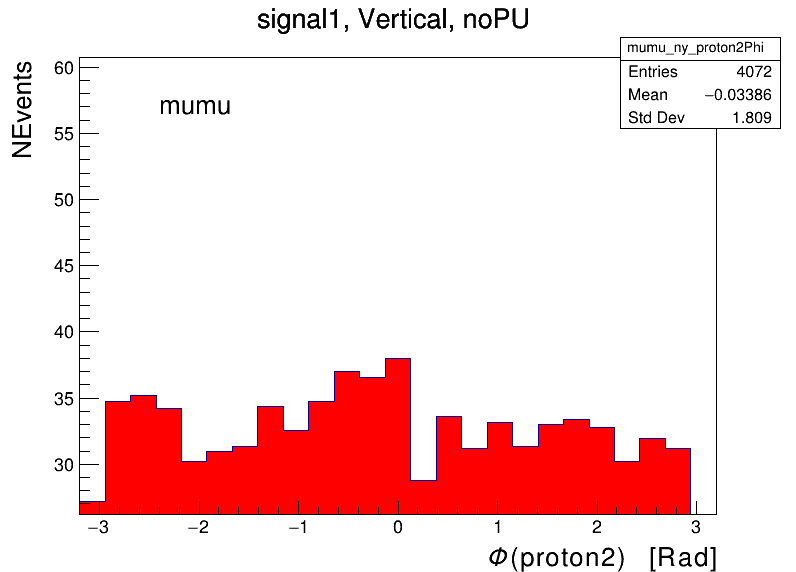 signal1, Vertical, noPU
mumu_ny_proton2Phi
Entries 4072
Mean −0.03386
Std Dev 1.809
NEvents
mumu
60
55
50
45
40
35
30
−3 −2 −1 0 1 2 3
Φ(proton2) [Rad]